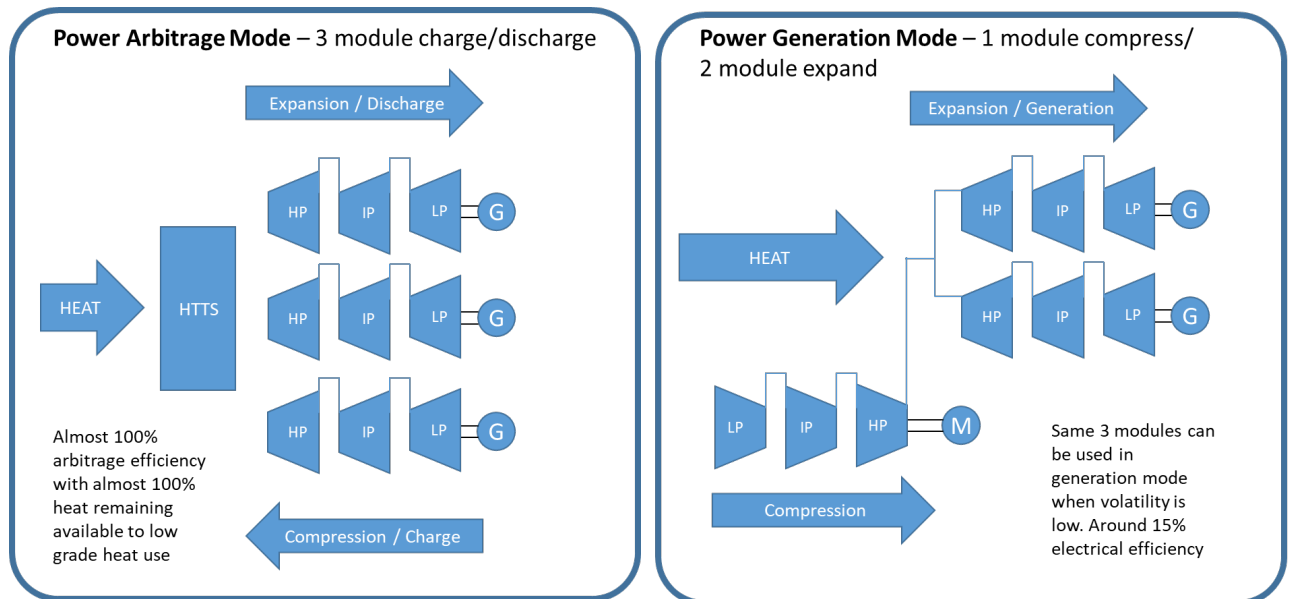 Power Arbitrage Mode – 3 module charge/discharge
Expansion / Discharge
HP
IP
LP
G
HEAT
HTTS
HP
IP
LP
G
HP
IP
LP
G
Almost 100%
arbitrage efficiency
with almost 100%
heat remaining
available to low
grade heat use
Compression / Charge
Power Generation Mode – 1 module compress/
2 module expand
Expansion / Generation
HP
IP
LP
G
HEAT
HP
IP
LP
G
LP
IP
HP
M
Compression
Same 3 modules can
be used in
generation mode
when volatility is
low. Around 15%
electrical efficiency